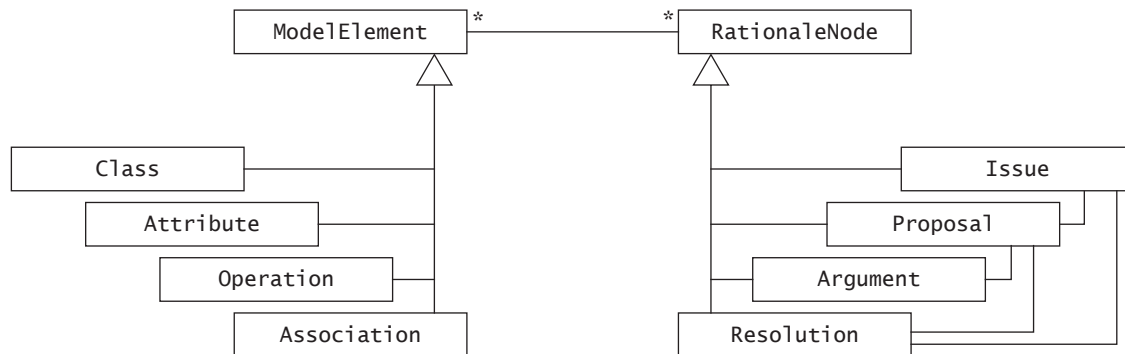 ModelElement
*
*
RationaleNode
Class
Issue
Attribute
Proposal
Operation
Argument
Association
Resolution